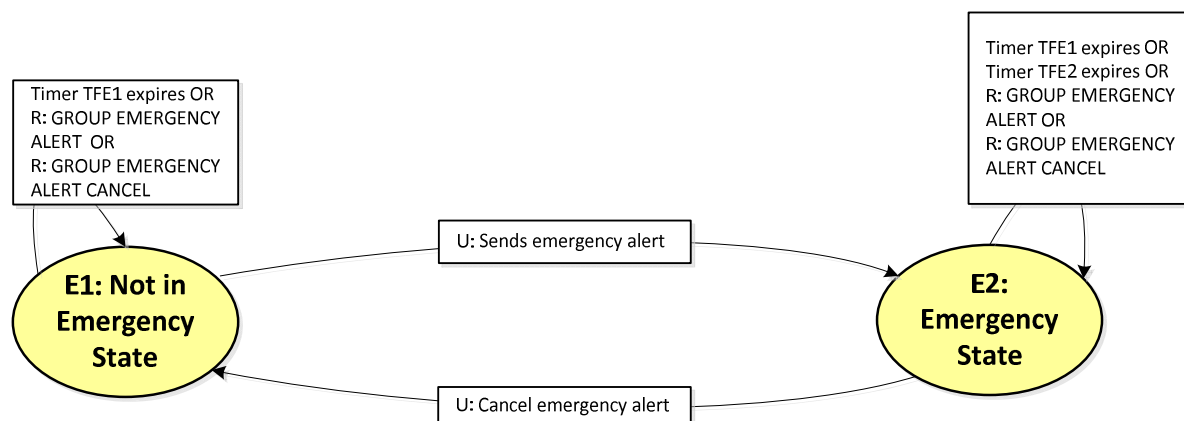 Timer TFE1 expires OR
Timer TFE2 expires OR
R: GROUP EMERGENCY
ALERT OR
R: GROUP EMERGENCY
ALERT CANCEL
Timer TFE1 expires OR
R: GROUP EMERGENCY
ALERT OR
R: GROUP EMERGENCY
ALERT CANCEL
U: Sends emergency alert
E1: Not in
Emergency
State
E2:
Emergency
State
U: Cancel emergency alert